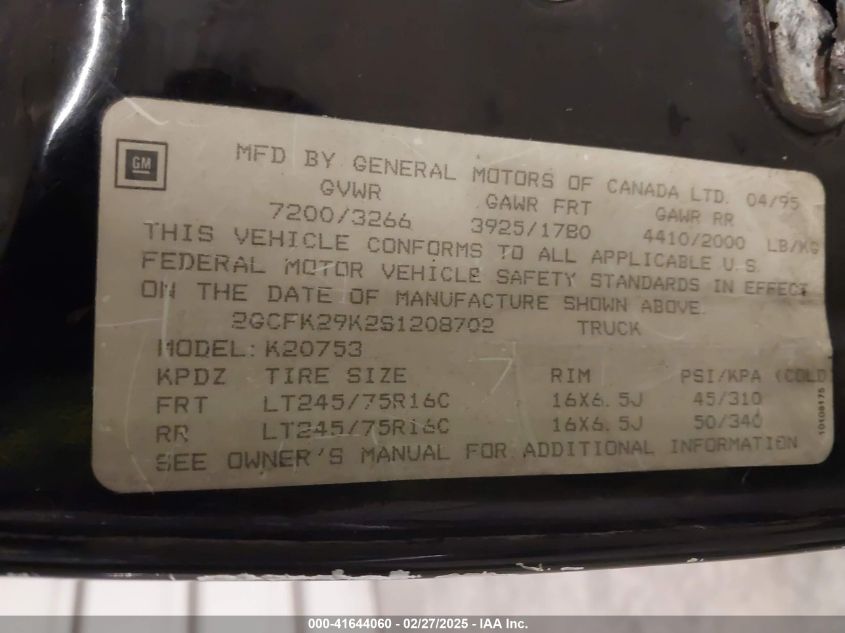 GM
MFD BY GENERAL MOTORS OF CANADA LTD. 04/95
GVWR GAWR FRT GAWR RR
7200/3266 3925/1780 4410/2000 LB/KG
THIS VEHICLE CONFORMS TO ALL APPLICABLE U.S.
FEDERAL MOTOR VEHICLE SAFETY STANDARDS IN EFFECT
ON THE DATE OF MANUFACTURE SHOWN ABOVE.
2GCFK29K2S1208702 TRUCK
MODEL: K20753
KPDZ TIRE SIZE RIM PSI/KPA (COLD)
FRT LT245/75R16C 16X6.5J 45/310
RR LT245/75R16C 16X6.5J 50/340
SEE OWNER'S MANUAL FOR ADDITIONAL INFORMATION
10108175
000-41644060 - 02/27/2025 - IAA Inc.